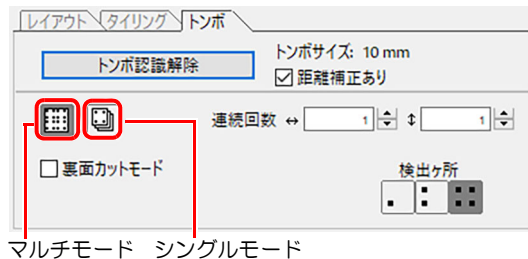 レイアウト タイリング トンボ
トンボ認識解除
トンボサイズ: 10 mm
距離補正あり
連続回数 ↔ 1 ↕ 1
裏面カットモード
検出ヶ所
マルチモード シングルモード